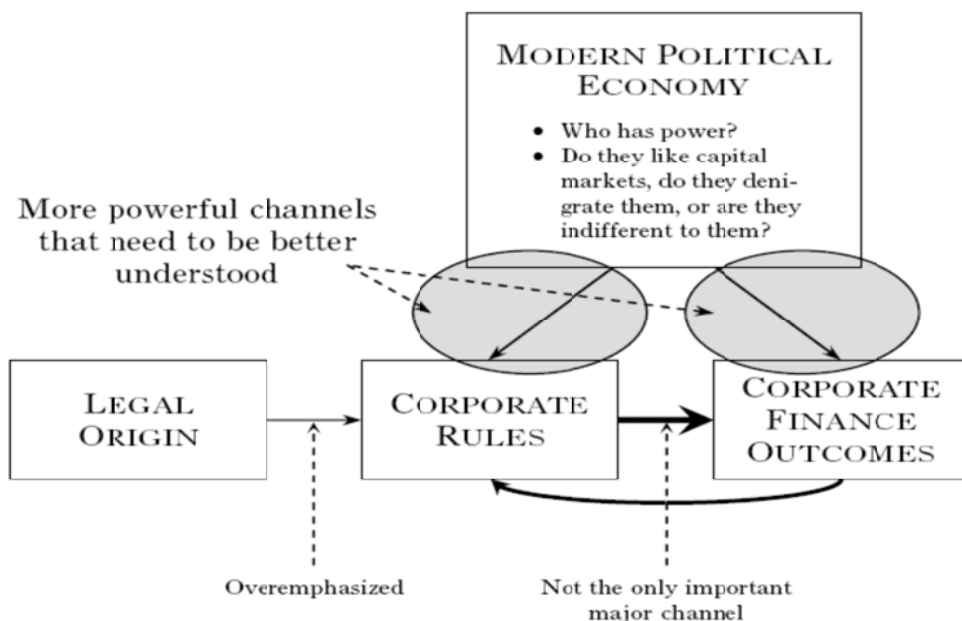 MODERN POLITICAL
ECONOMY
• Who has power?
• Do they like capital
markets, do they deni-
grate them, or are they
indifferent to them?
More powerful channels
that need to be better
understood
LEGAL
ORIGIN
CORPORATE
RULES
CORPORATE
FINANCE
OUTCOMES
Overemphasized
Not the only important
major channel